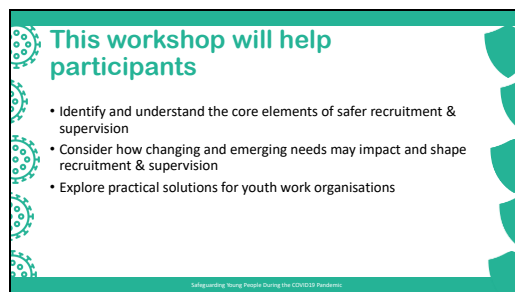 This workshop will help
participants
• Identify and understand the core elements of safer recruitment &
supervision
• Consider how changing and emerging needs may impact and shape
recruitment & supervision
• Explore practical solutions for youth work organisations
Safeguarding Young People During the COVID19 Pandemic